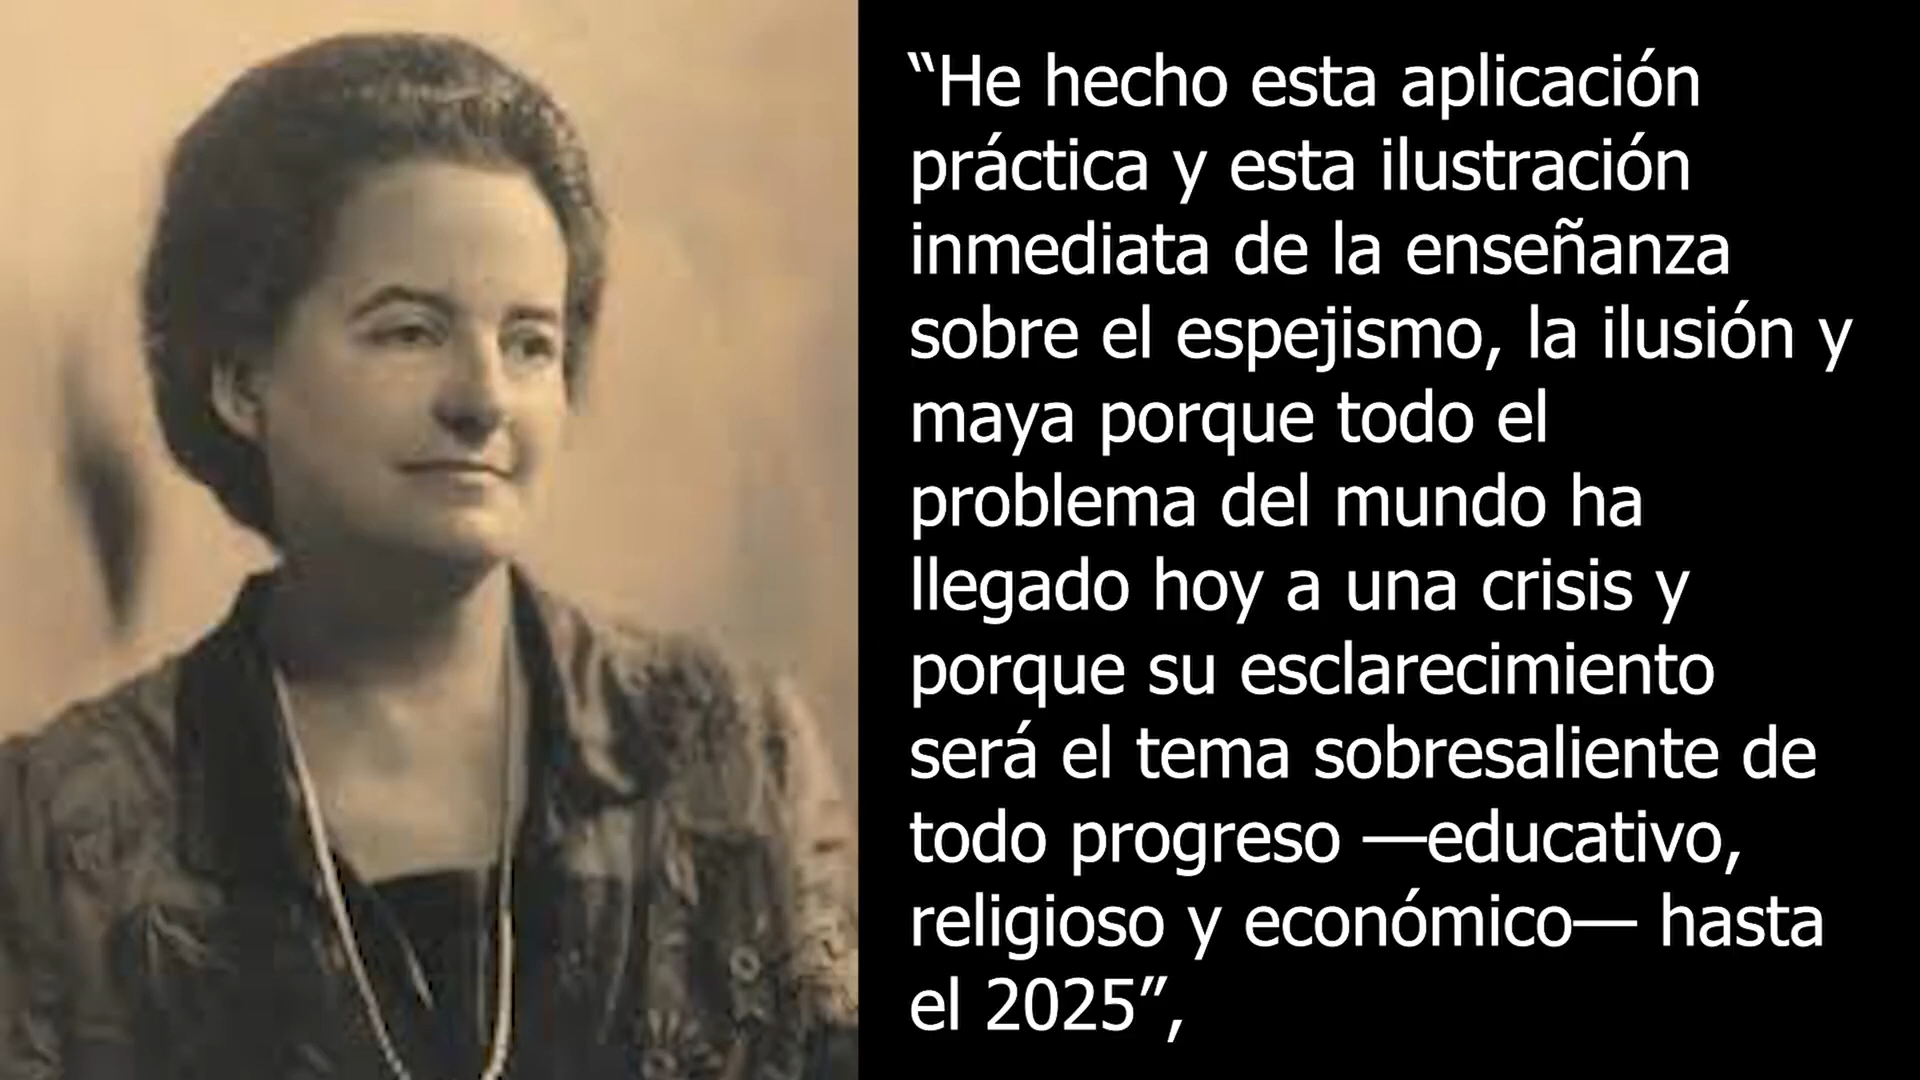 “He hecho esta aplicación
práctica y esta ilustración
inmediata de la enseñanza
sobre el espejismo, la ilusión y
maya porque todo el
problema del mundo ha
llegado hoy a una crisis y
porque su esclarecimiento
será el tema sobresaliente de
todo progreso —educativo,
religioso y económico— hasta
el 2025”,